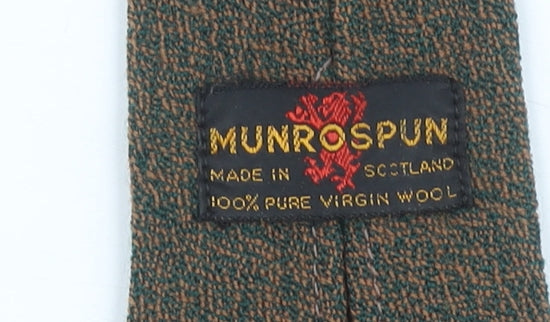 MUNROSPUN
MADE IN SCOTLAND
100% PURE VIRGIN WOOL